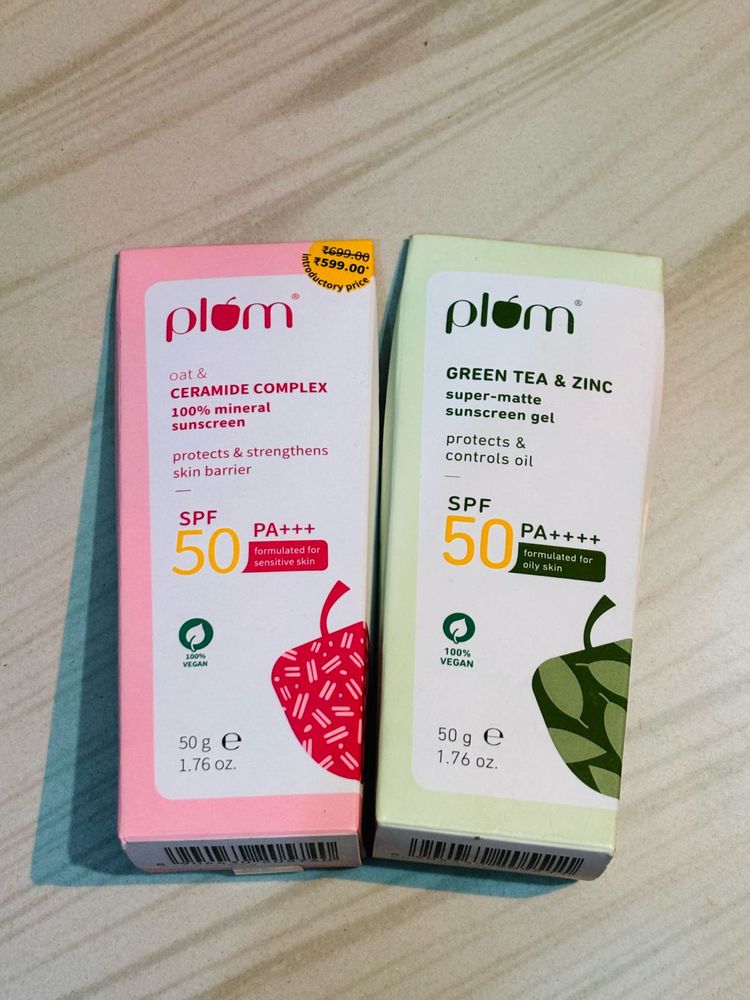 ₹699.00
₹599.00*
introductory price
plum®
oat &
CERAMIDE COMPLEX
100% mineral
sunscreen
protects & strengthens
skin barrier
SPF
50 PA+++
formulated for
sensitive skin
100%
VEGAN
50 g e
1.76 oz.
plum®
GREEN TEA & ZINC
super-matte
sunscreen gel
protects &
controls oil
SPF
50 PA++++
formulated for
oily skin
100%
VEGAN
50 g e
1.76 oz.